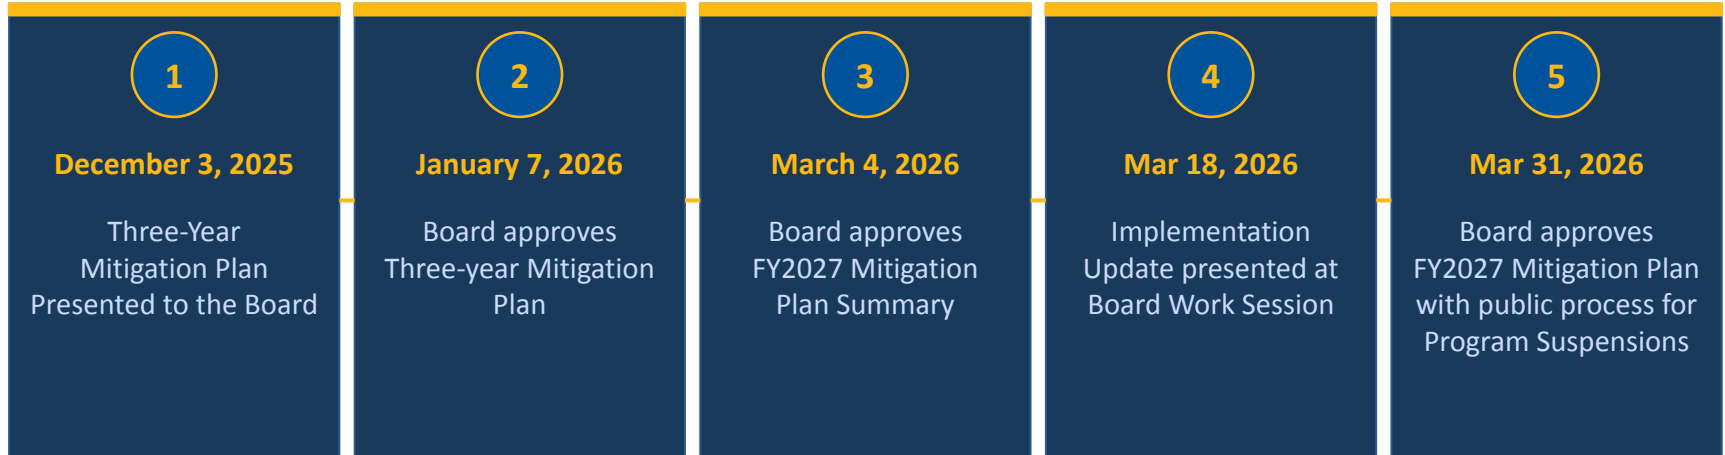 1
December 3, 2025
Three-Year
Mitigation Plan
Presented to the Board
2
January 7, 2026
Board approves
Three-year Mitigation
Plan
3
March 4, 2026
Board approves
FY2027 Mitigation
Plan Summary
4
Mar 18, 2026
Implementation
Update presented at
Board Work Session
5
Mar 31, 2026
Board approves
FY2027 Mitigation Plan
with public process for
Program Suspensions